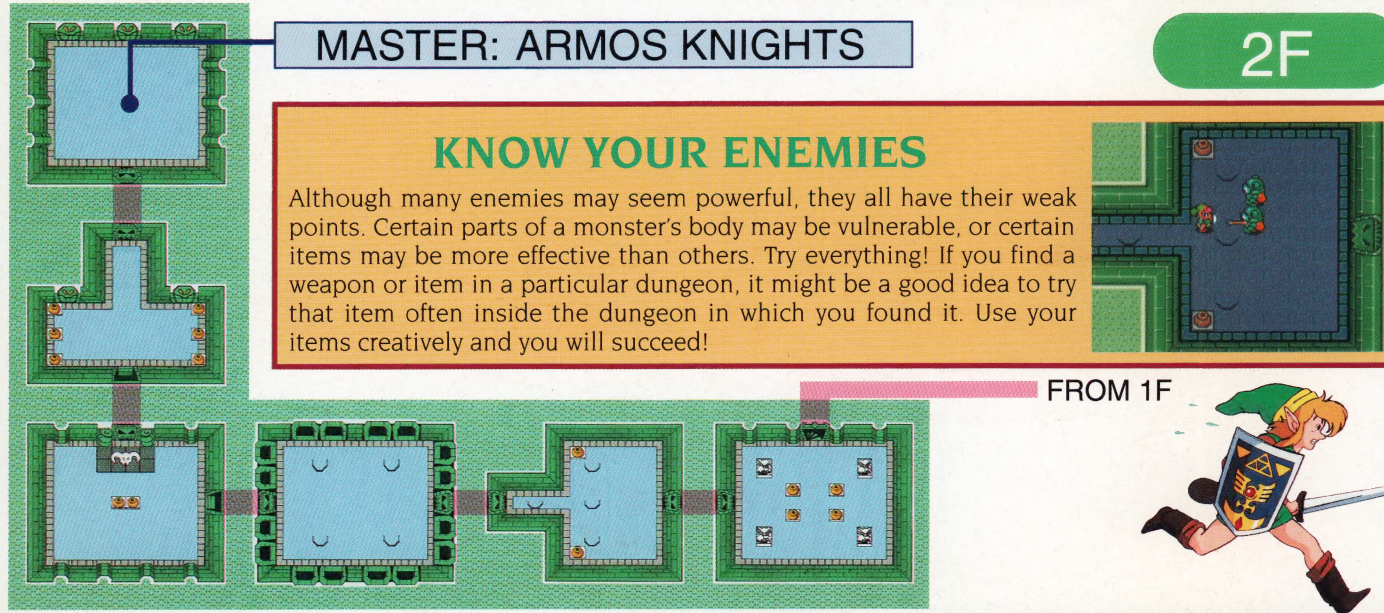 MASTER: ARMOS KNIGHTS
2F
KNOW YOUR ENEMIES
Although many enemies may seem powerful, they all have their weak
points. Certain parts of a monster's body may be vulnerable, or certain
items may be more effective than others. Try everything! If you find a
weapon or item in a particular dungeon, it might be a good idea to try
that item often inside the dungeon in which you found it. Use your
items creatively and you will succeed!
FROM 1F